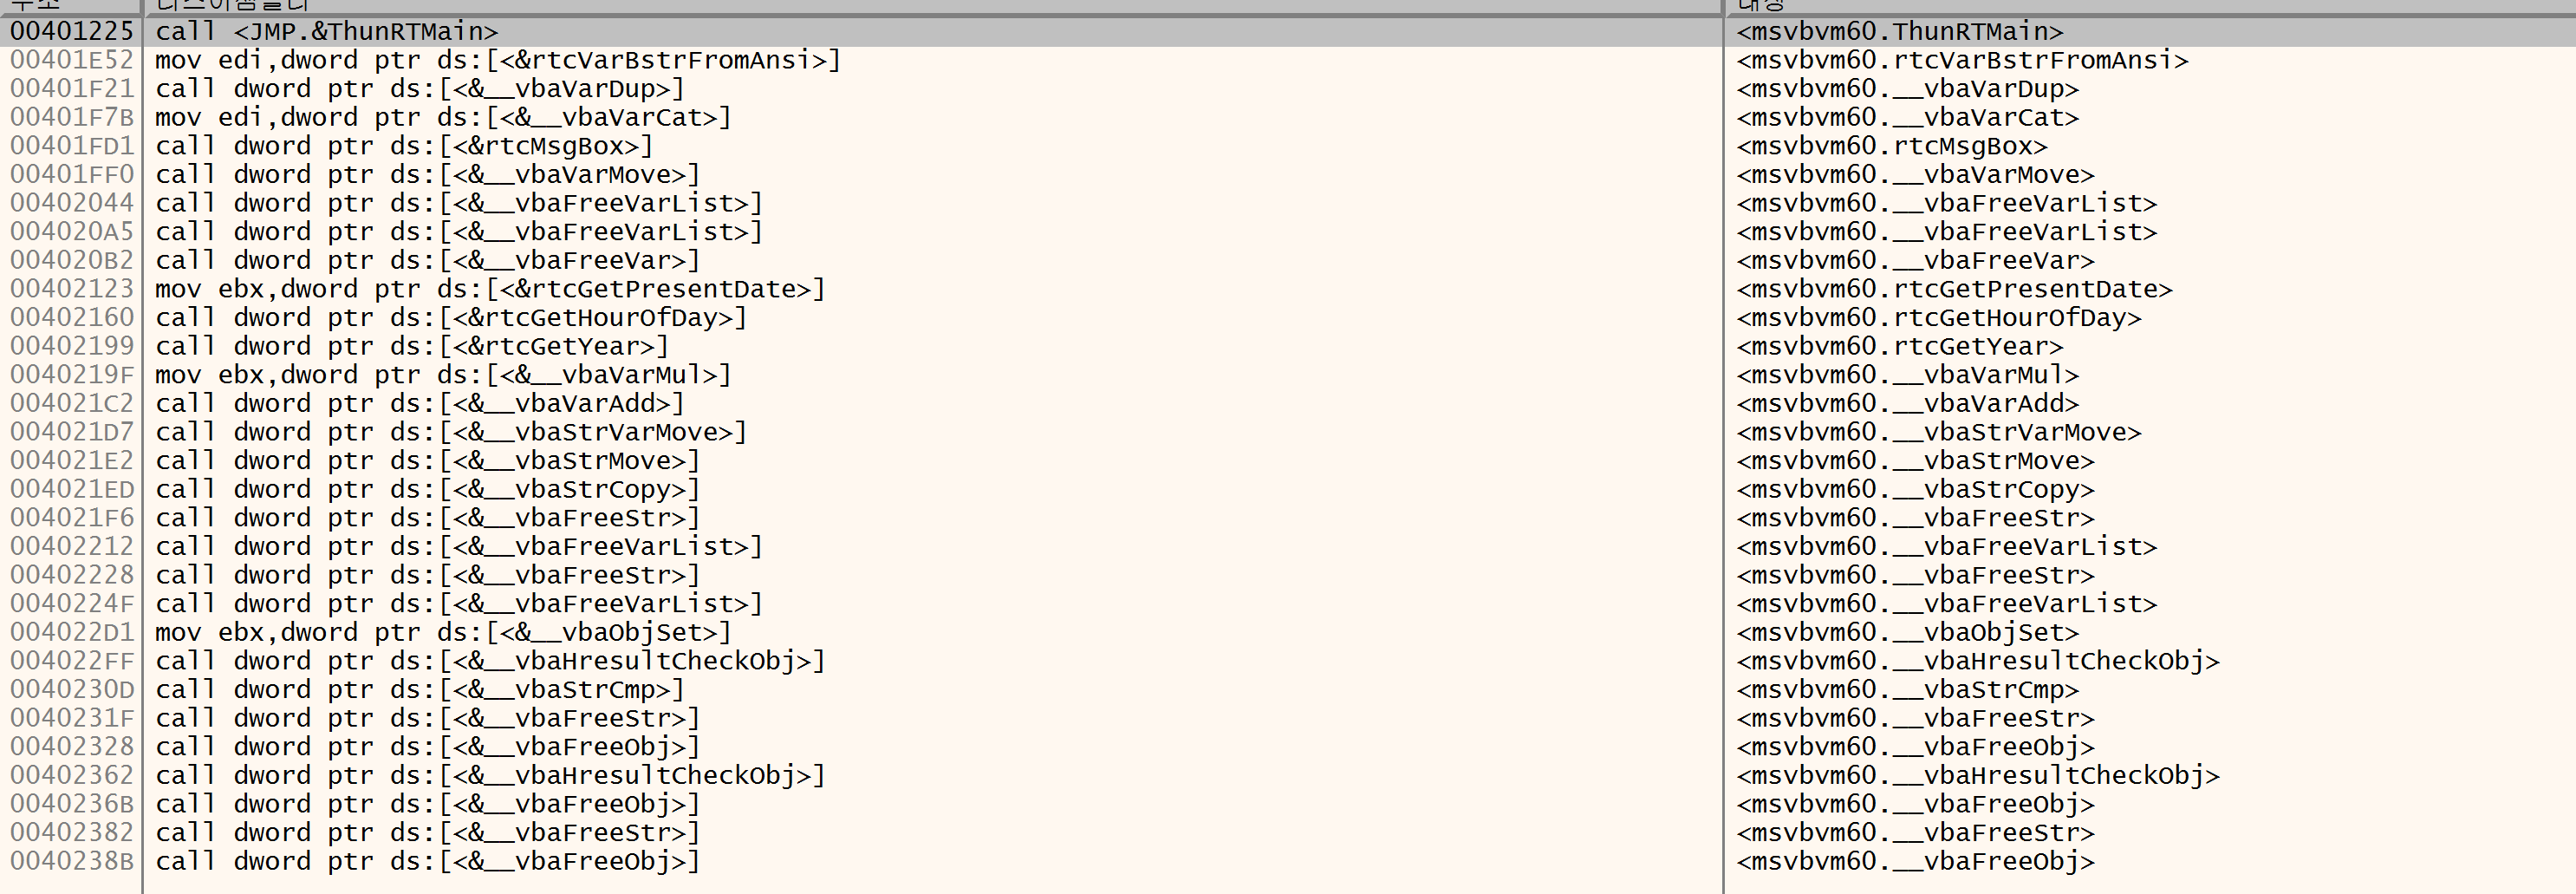 00401225 call <JMP.&ThunRTMain> <msvbvm60.ThunRTMain>
00401E52 mov edi,dword ptr ds:[<&rtcVarBstrFromAnsi>] <msvbvm60.rtcVarBstrFromAnsi>
00401F21 call dword ptr ds:[<&__vbaVarDup>] <msvbvm60.__vbaVarDup>
00401F7B mov edi,dword ptr ds:[<&__vbaVarCat>] <msvbvm60.__vbaVarCat>
00401FD1 call dword ptr ds:[<&rtcMsgBox>] <msvbvm60.rtcMsgBox>
00401FF0 call dword ptr ds:[<&__vbaVarMove>] <msvbvm60.__vbaVarMove>
00402044 call dword ptr ds:[<&__vbaFreeVarList>] <msvbvm60.__vbaFreeVarList>
004020A5 call dword ptr ds:[<&__vbaFreeVarList>] <msvbvm60.__vbaFreeVarList>
004020B2 call dword ptr ds:[<&__vbaFreeVar>] <msvbvm60.__vbaFreeVar>
00402123 mov ebx,dword ptr ds:[<&rtcGetPresentDate>] <msvbvm60.rtcGetPresentDate>
00402160 call dword ptr ds:[<&rtcGetHourOfDay>] <msvbvm60.rtcGetHourOfDay>
00402199 call dword ptr ds:[<&rtcGetYear>] <msvbvm60.rtcGetYear>
0040219F mov ebx,dword ptr ds:[<&__vbaVarMul>] <msvbvm60.__vbaVarMul>
004021C2 call dword ptr ds:[<&__vbaVarAdd>] <msvbvm60.__vbaVarAdd>
004021D7 call dword ptr ds:[<&__vbaStrVarMove>] <msvbvm60.__vbaStrVarMove>
004021E2 call dword ptr ds:[<&__vbaStrMove>] <msvbvm60.__vbaStrMove>
004021ED call dword ptr ds:[<&__vbaStrCopy>] <msvbvm60.__vbaStrCopy>
004021F6 call dword ptr ds:[<&__vbaFreeStr>] <msvbvm60.__vbaFreeStr>
00402212 call dword ptr ds:[<&__vbaFreeVarList>] <msvbvm60.__vbaFreeVarList>
00402228 call dword ptr ds:[<&__vbaFreeStr>] <msvbvm60.__vbaFreeStr>
0040224F call dword ptr ds:[<&__vbaFreeVarList>] <msvbvm60.__vbaFreeVarList>
004022D1 mov ebx,dword ptr ds:[<&__vbaObjSet>] <msvbvm60.__vbaObjSet>
004022FF call dword ptr ds:[<&__vbaHresultCheckObj>] <msvbvm60.__vbaHresultCheckObj>
0040230D call dword ptr ds:[<&__vbaStrCmp>] <msvbvm60.__vbaStrCmp>
0040231F call dword ptr ds:[<&__vbaFreeStr>] <msvbvm60.__vbaFreeStr>
00402328 call dword ptr ds:[<&__vbaFreeObj>] <msvbvm60.__vbaFreeObj>
00402362 call dword ptr ds:[<&__vbaHresultCheckObj>] <msvbvm60.__vbaHresultCheckObj>
0040236B call dword ptr ds:[<&__vbaFreeObj>] <msvbvm60.__vbaFreeObj>
00402382 call dword ptr ds:[<&__vbaFreeStr>] <msvbvm60.__vbaFreeStr>
0040238B call dword ptr ds:[<&__vbaFreeObj>] <msvbvm60.__vbaFreeObj>